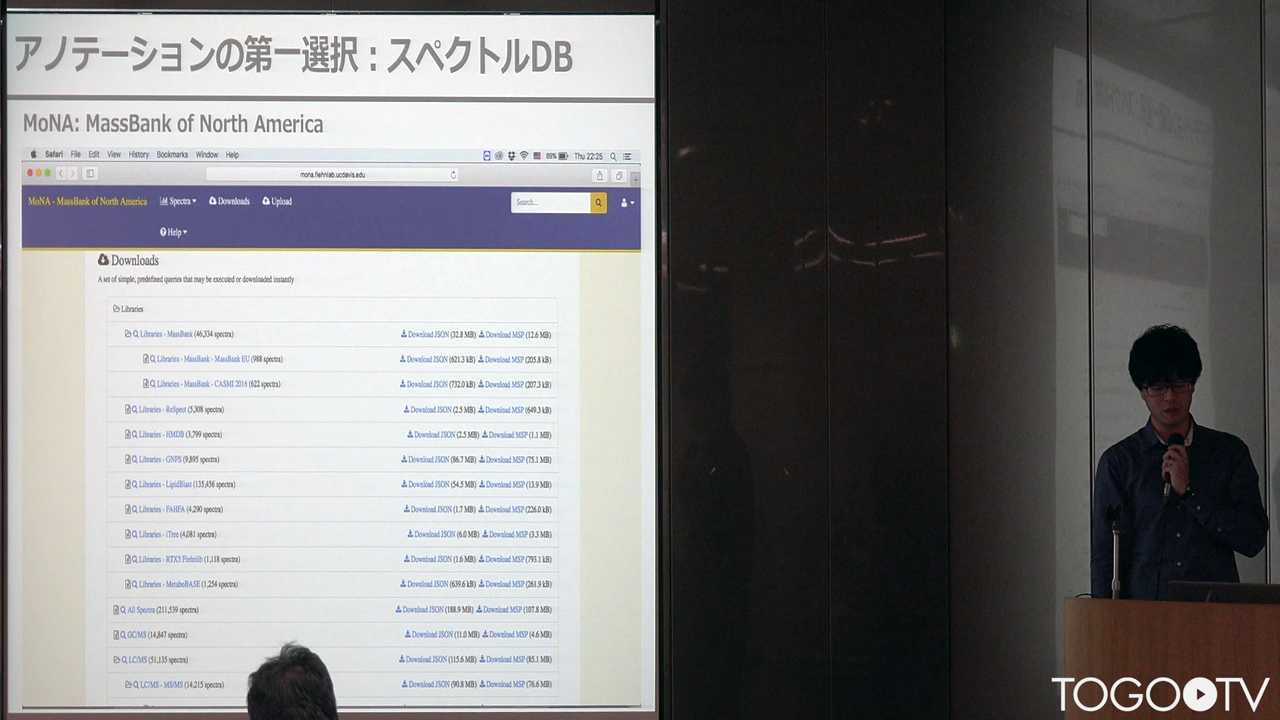 アノテーションの第一選択：スペクトルDB
MoNA: MassBank of North America
Safari File Edit View History Bookmarks Window Help 89% Thu 22:25
mona.fiehnlab.ucdavis.edu
MoNA - MassBank of North America Spectra Downloads Upload Search...
Help
Downloads
A set of simple, predefined queries that may be executed or downloaded instantly
Libraries
Libraries - MassBank (46,334 spectra) Download JSON (32.8 MB) Download MSP (12.6 MB)
Libraries - MassBank - MassBank EU (988 spectra) Download JSON (621.3 kB) Download MSP (205.8 kB)
Libraries - MassBank - CASMI 2016 (622 spectra) Download JSON (732.0 kB) Download MSP (207.3 kB)
Libraries - ReSpect (5,308 spectra) Download JSON (2.5 MB) Download MSP (649.3 kB)
Libraries - HMDB (3,799 spectra) Download JSON (2.5 MB) Download MSP (1.1 MB)
Libraries - GNPS (9,895 spectra) Download JSON (86.7 MB) Download MSP (75.1 MB)
Libraries - LipidBlast (135,456 spectra) Download JSON (54.5 MB) Download MSP (13.9 MB)
Libraries - FAHFA (4,290 spectra) Download JSON (1.7 MB) Download MSP (226.0 kB)
Libraries - iTree (4,081 spectra) Download JSON (6.0 MB) Download MSP (3.3 MB)
Libraries - RTX5 Fiehnlib (1,118 spectra) Download JSON (1.6 MB) Download MSP (793.1 kB)
Libraries - MetaboBASE (1,254 spectra) Download JSON (639.6 kB) Download MSP (261.9 kB)
All Spectra (211,539 spectra) Download JSON (188.9 MB) Download MSP (107.8 MB)
GC/MS (14,847 spectra) Download JSON (11.0 MB) Download MSP (4.6 MB)
LC/MS (51,135 spectra) Download JSON (115.6 MB) Download MSP (85.1 MB)
LC/MS - MS/MS (14,215 spectra) Download JSON (90.8 MB) Download MSP (76.6 MB)
TOGO TV